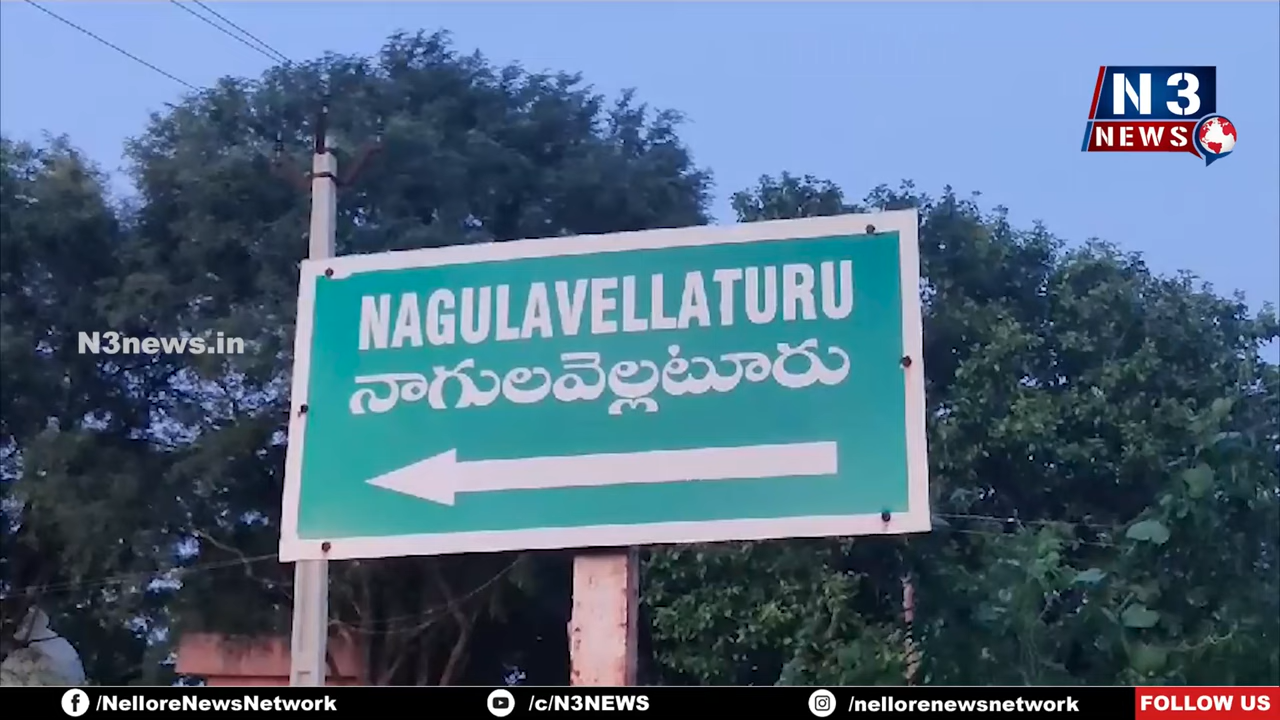 N3
NEWS
N3news.in
NAGULAVELLATURU
నాగులవెల్లటూరు
/NelloreNewsNetwork
/c/N3NEWS
/nellorenewsnetwork
FOLLOW US